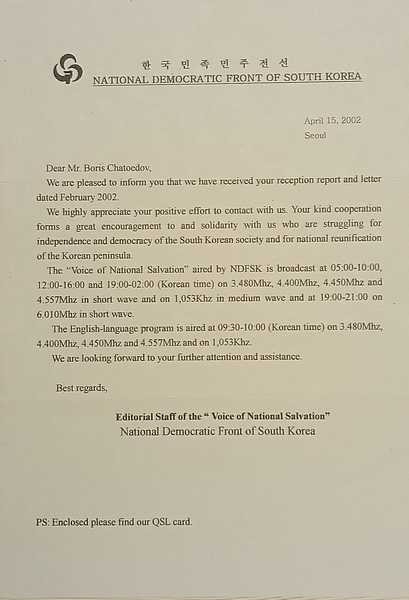 한국민족민주전선
NATIONAL DEMOCRATIC FRONT OF SOUTH KOREA
April 15, 2002
Seoul
Dear Mr. Boris Chatoedov,
We are pleased to inform you that we have received your reception report and letter
dated February 2002.
We highly appreciate your positive effort to contact with us. Your kind cooperation
forms a great encouragement to and solidarity with us who are struggling for
independence and democracy of the South Korean society and for national reunification
of the Korean peninsula.
The “Voice of National Salvation” aired by NDFSK is broadcast at 05:00-10:00,
12:00-16:00 and 19:00-02:00 (Korean time) on 3.480Mhz, 4.400Mhz, 4.450Mhz and
4.557Mhz in short wave and on 1,053Khz in medium wave and at 19:00-21:00 on
6.010Mhz in short wave.
The English-language program is aired at 09:30-10:00 (Korean time) on 3.480Mhz,
4.400Mhz, 4.450Mhz and 4.557Mhz and on 1,053Khz.
We are looking forward to your further attention and assistance.
Best regards,
Editorial Staff of the “ Voice of National Salvation”
National Democratic Front of South Korea
PS: Enclosed please find our QSL card.